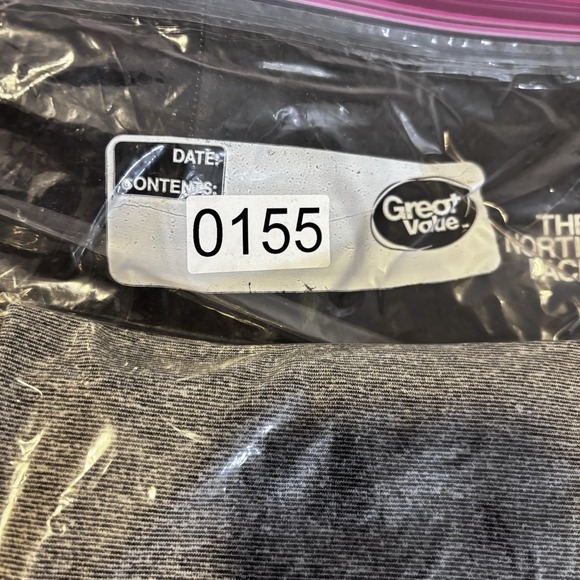 DATE:
CONTENTS:
0155
Great
Value
THE
NORTH
FACE